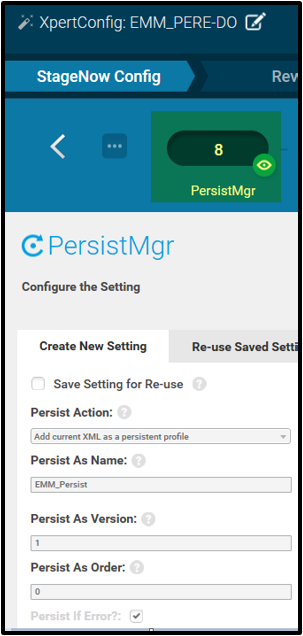 XpertConfig: EMM_PERE-DO
StageNow Config
Rev
...
8
PersistMgr
PersistMgr
Configure the Setting
Create New Setting
Re-use Saved Setti
Save Setting for Re-use ?
Persist Action: ?
Add current XML as a persistent profile
Persist As Name: ?
EMM_Persist
Persist As Version: ?
1
Persist As Order: ?
0
Persist If Error?: ?